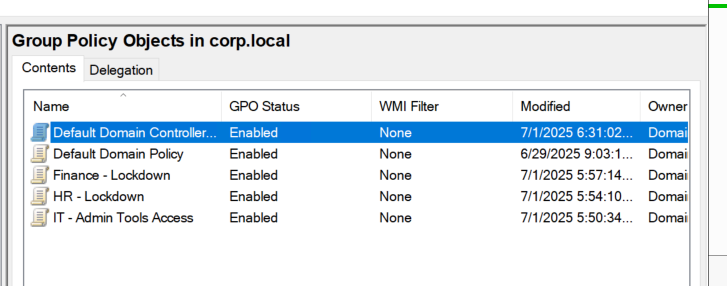 Group Policy Objects in corp.local
Contents Delegation
Name GPO Status WMI Filter Modified Owner
Default Domain Controller... Enabled None 7/1/2025 6:31:02... Domai
Default Domain Policy Enabled None 6/29/2025 9:03:1... Domai
Finance - Lockdown Enabled None 7/1/2025 5:57:14... Domai
HR - Lockdown Enabled None 7/1/2025 5:54:10... Domai
IT - Admin Tools Access Enabled None 7/1/2025 5:50:34... Domai